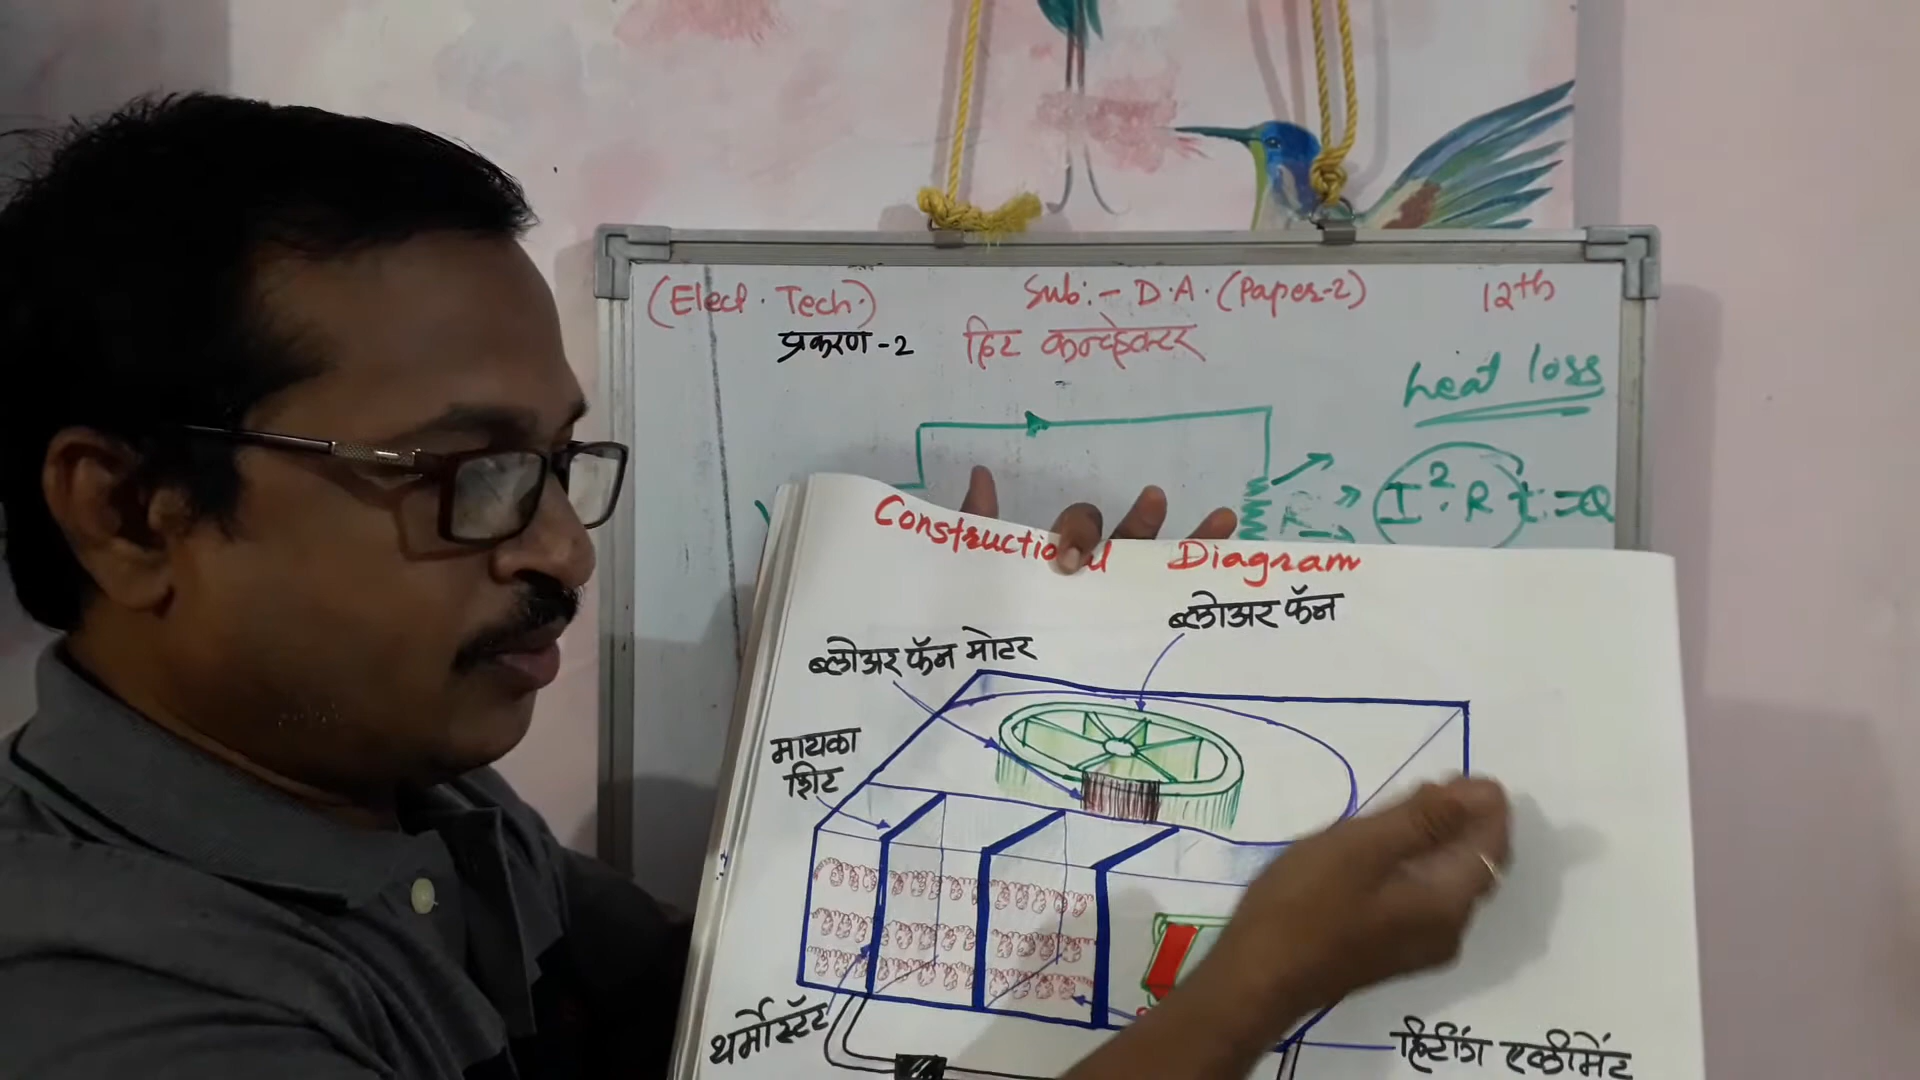 (Elect. Tech.) Sub:- D.A. (Paper-2) 12th
प्रकरण-2 हिट कन्व्हेक्टर
heat loss
R I².R t=Q
Constructional Diagram
ब्लोअर फॅन
ब्लोअर फॅन मोटर
मायका
शिट
थर्मोस्टॅट
हिटींग एलीमेंट